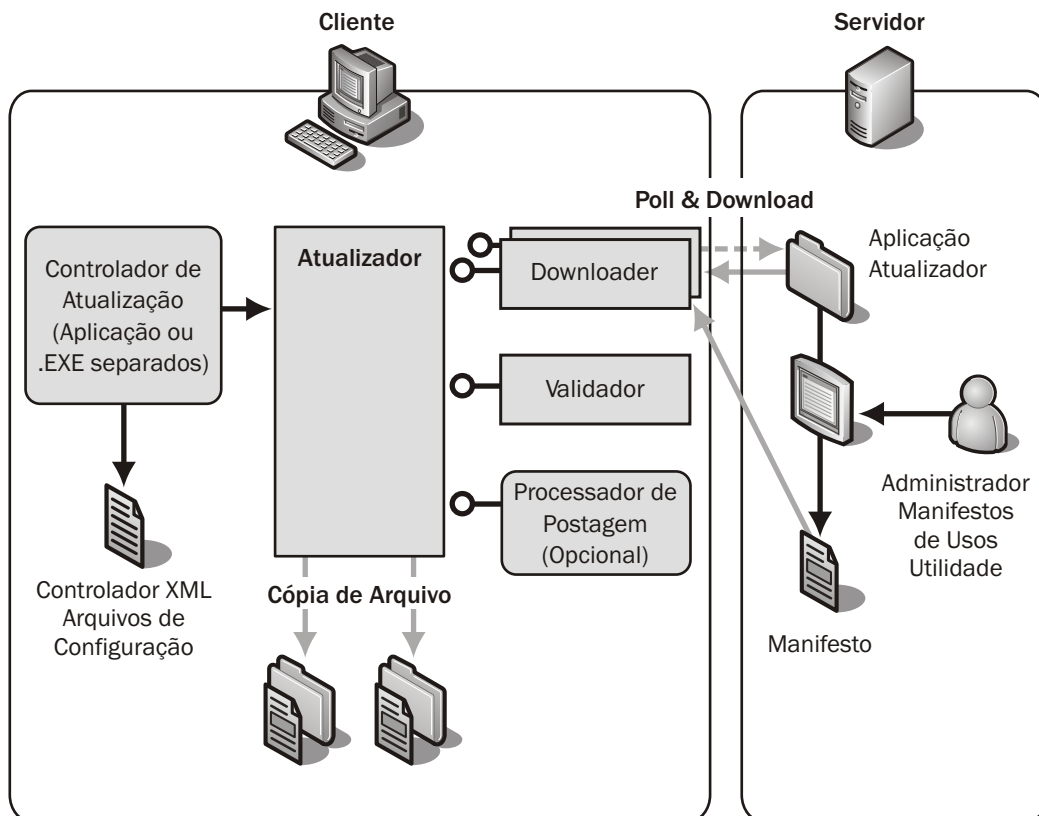 Cliente
Servidor
Poll & Download
Controlador de
Atualização
(Aplicação ou
.EXE separados)
Atualizador
Downloader
Aplicação
Atualizador
Validador
Processador de
Postagem
(Opcional)
Administrador
Manifestos
de Usos
Utilidade
Controlador XML
Arquivos de
Configuração
Cópia de Arquivo
Manifesto